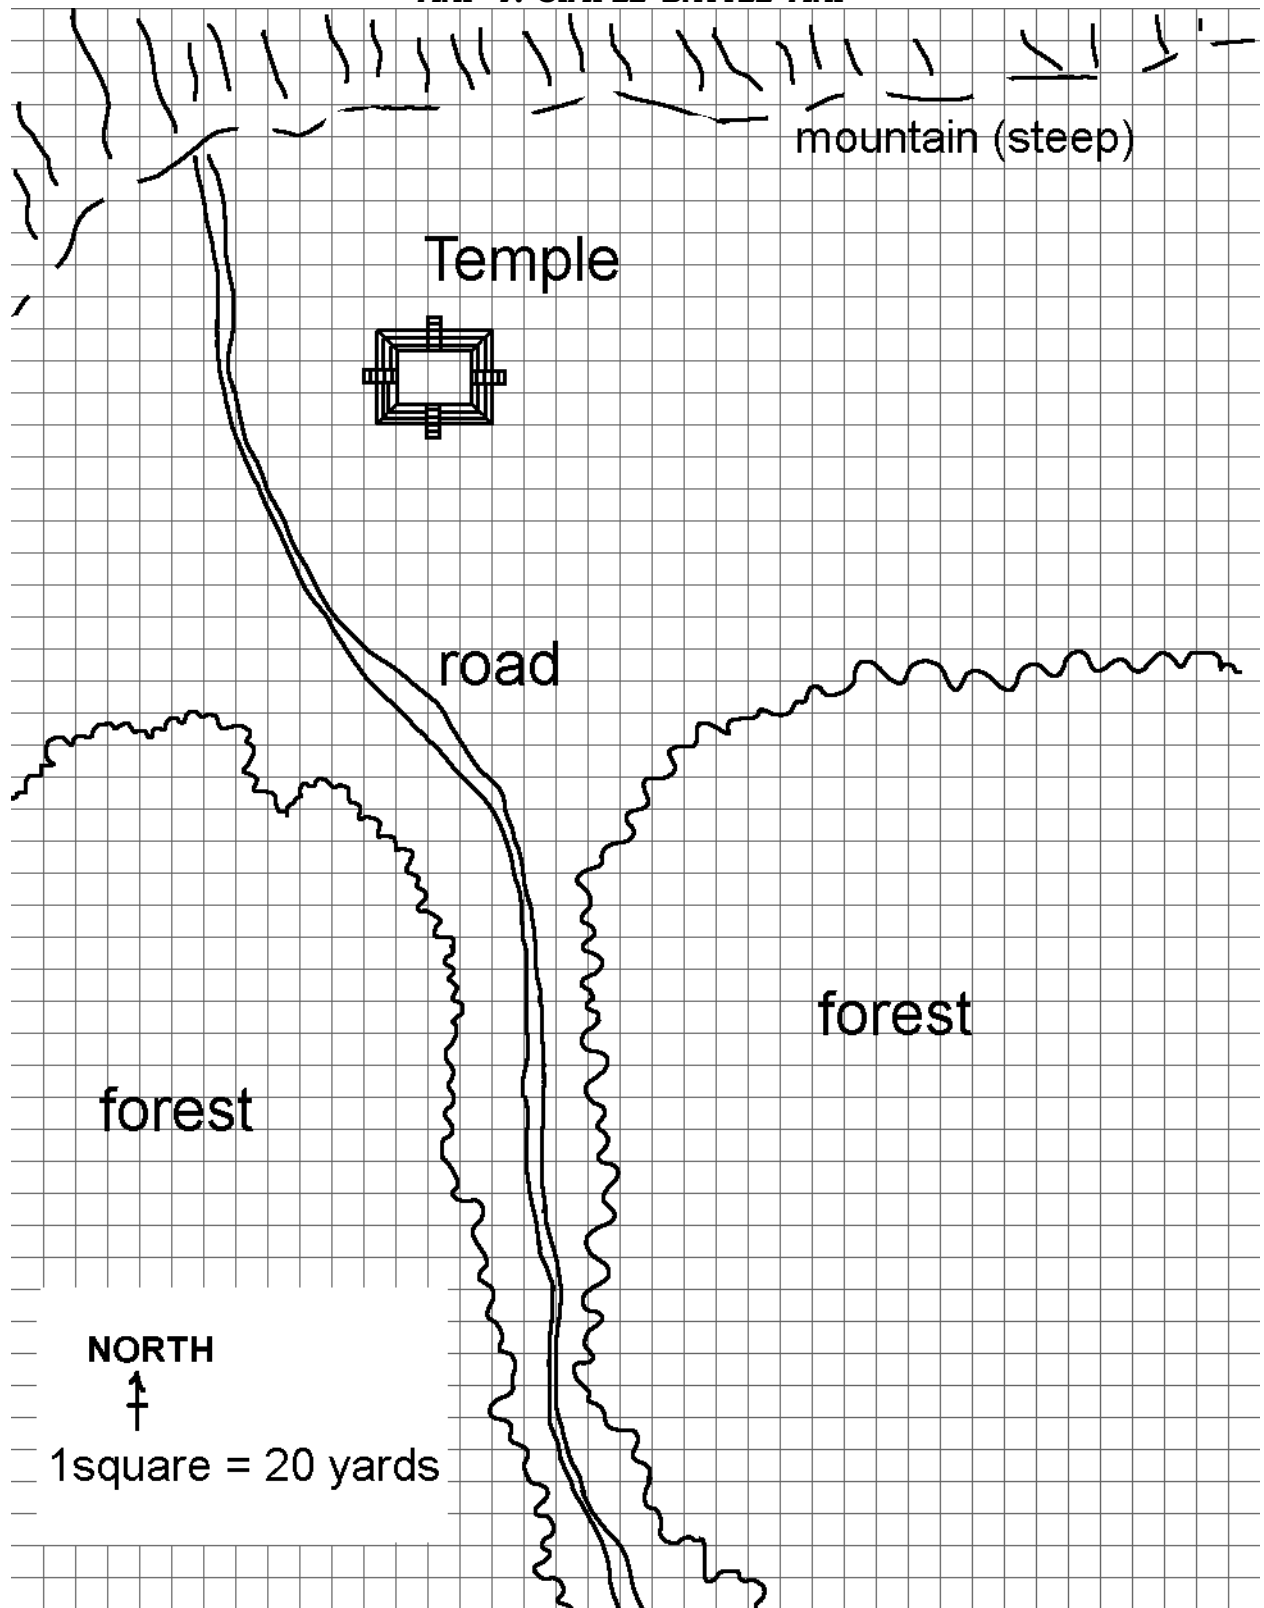 mountain (steep)
Temple
road
forest
forest
NORTH
1square = 20 yards